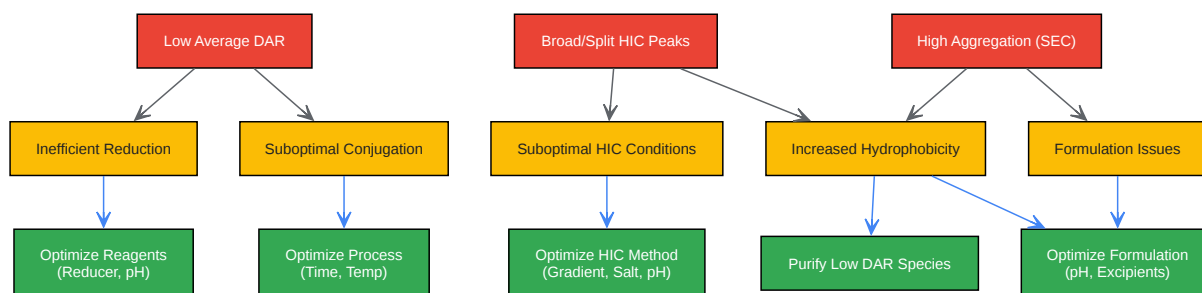 Low Average DAR
Broad/Split HIC Peaks
High Aggregation (SEC)
Inefficient Reduction
Suboptimal Conjugation
Suboptimal HIC Conditions
Increased Hydrophobicity
Formulation Issues
Optimize Reagents
(Reducer, pH)
Optimize Process
(Time, Temp)
Optimize HIC Method
(Gradient, Salt, pH)
Purify Low DAR Species
Optimize Formulation
(pH, Excipients)